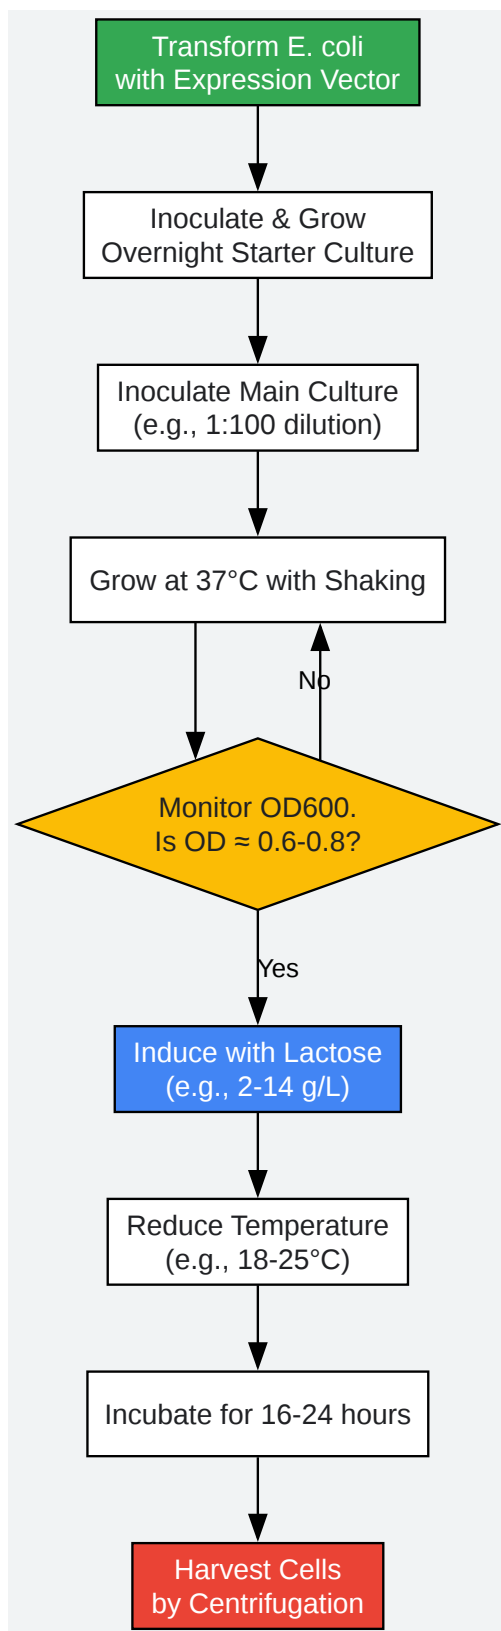 Transform E. coli
with Expression Vector
Inoculate & Grow
Overnight Starter Culture
Inoculate Main Culture
(e.g., 1:100 dilution)
Grow at 37°C with Shaking
No
Monitor OD600.
Is OD ≈ 0.6-0.8?
Yes
Induce with Lactose
(e.g., 2-14 g/L)
Reduce Temperature
(e.g., 18-25°C)
Incubate for 16-24 hours
Harvest Cells
by Centrifugation